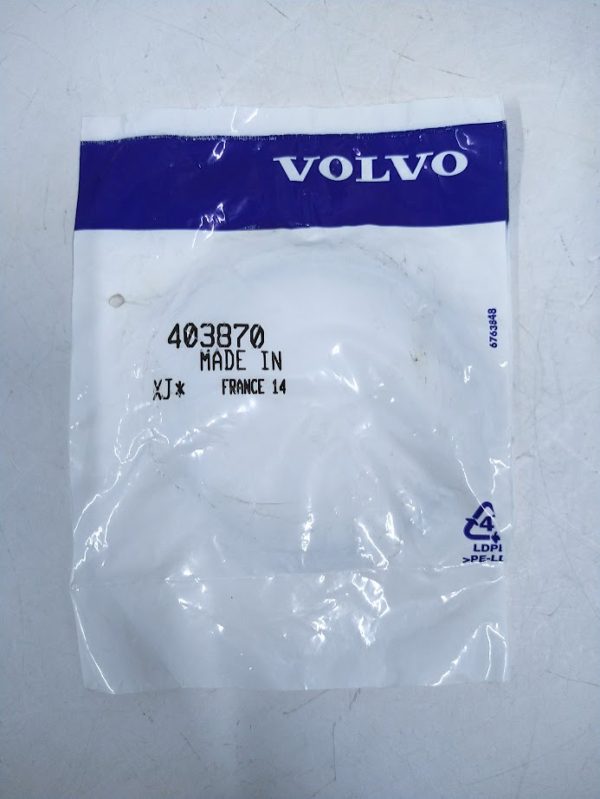 VOLVO
403870
MADE IN
XJ* FRANCE 14
6763848
4
LDPE
>PE-LD